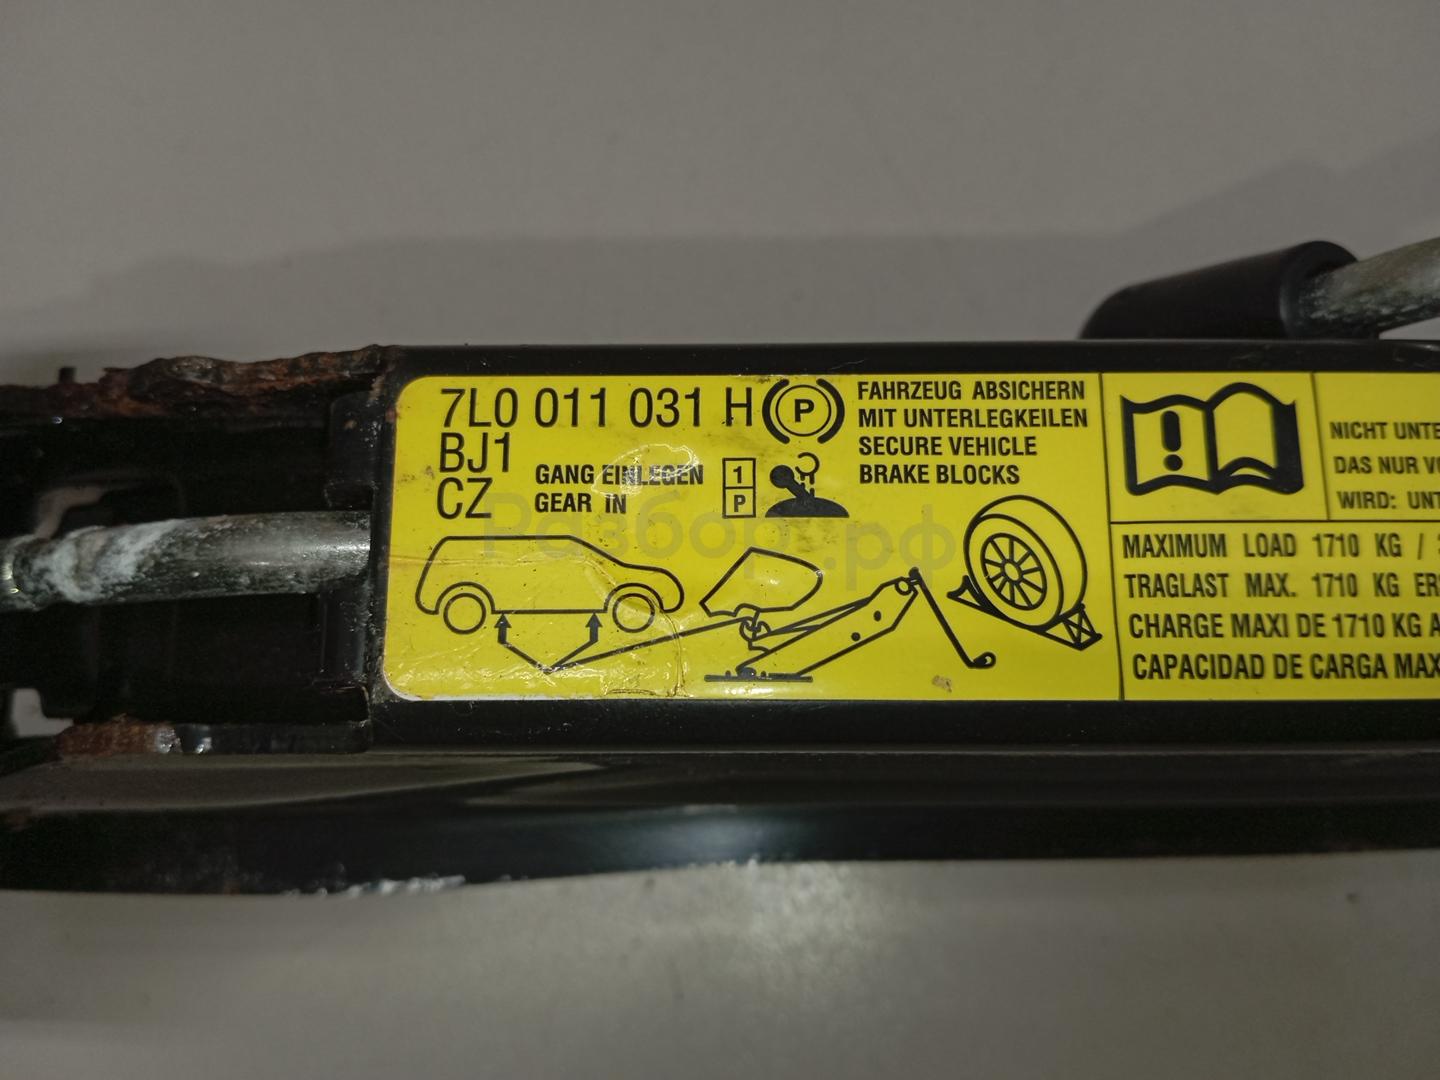 7L0 011 031 H
BJ1
CZ
GANG EINLEGEN
GEAR IN
1
P
P
FAHRZEUG ABSICHERN
MIT UNTERLEGKEILEN
SECURE VEHICLE
BRAKE BLOCKS
!
NICHT UNTE
DAS NUR
WIRD: UNT
MAXIMUM LOAD 1710 KG /
TRAGLAST MAX. 1710 KG ER
CHARGE MAXI DE 1710 KG A
CAPACIDAD DE CARGA MAX
Разбор.рф